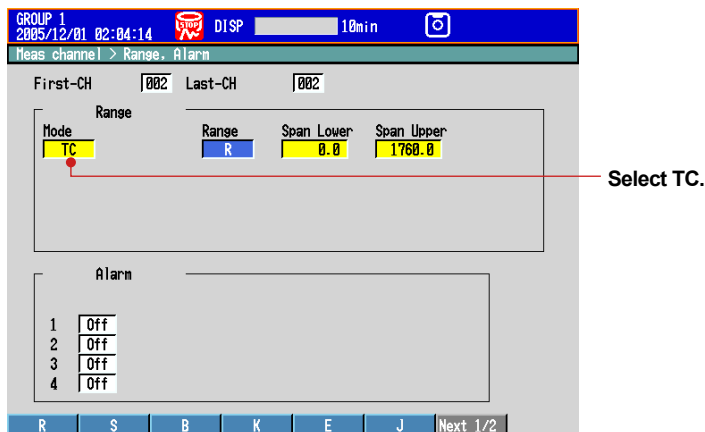 GROUP 1
2005/12/01 02:04:14 STOP DISP 10min
Meas channel > Range, Alarm
First-CH 002 Last-CH 002
Range
Mode Range Span Lower Span Upper
TC R 0.0 1760.0
Select TC.
Alarm
1 Off
2 Off
3 Off
4 Off
R S B K E J Next 1/2